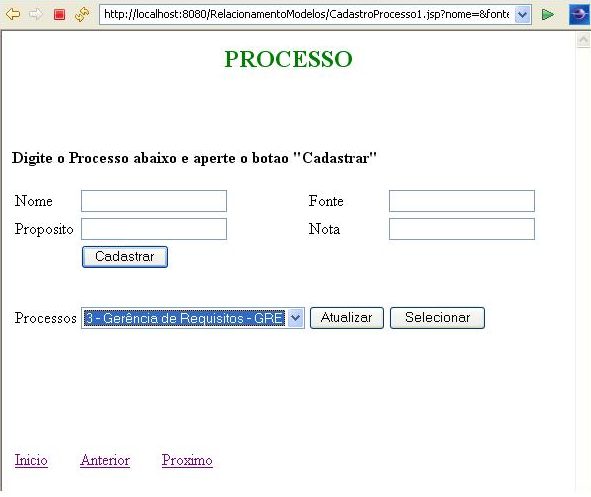 http://localhost:8080/RelacionamentoModelos/CadastroProcesso1.jsp?nome=&fonte
PROCESSO
Digite o Processo abaixo e aperte o botao "Cadastrar"
Nome Fonte
Proposito Nota
Cadastrar
Processos 3 - Gerência de Requisitos - GRE Atualizar Selecionar
Inicio Anterior Proximo